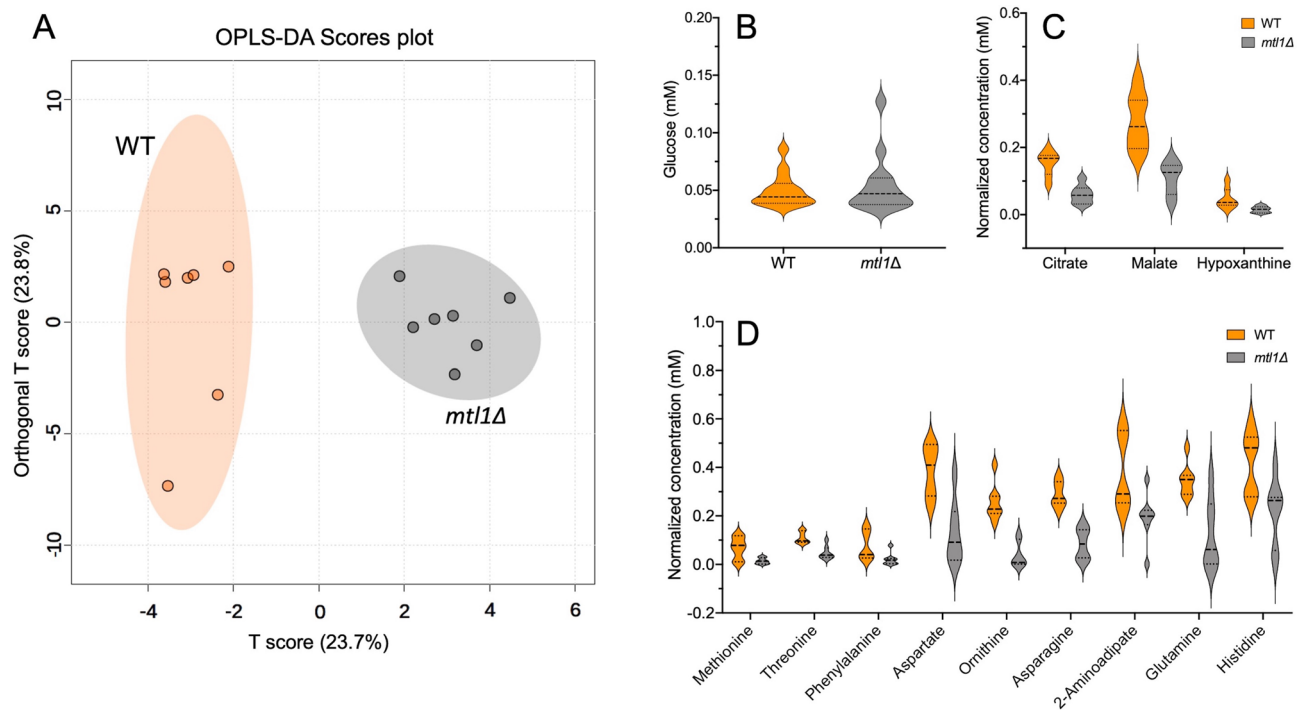 A
OPLS-DA Scores plot
10
5
0
-5
-10
Orthogonal T score (23.8%)
WT
mtl1Δ
-4
-2
0
2
4
6
T score (23.7%)
B
0.20
0.15
0.10
0.05
0.00
Glucose (mM)
WT
mtl1Δ
C
WT
mtl1Δ
0.6
0.4
0.2
0.0
Normalized concentration (mM)
Citrate
Malate
Hypoxanthine
D
WT
mtl1Δ
1.0
0.8
0.6
0.4
0.2
0.0
-0.2
Normalized concentration (mM)
Methionine
Threonine
Phenylalanine
Aspartate
Ornithine
Asparagine
2-Aminoadipate
Glutamine
Histidine